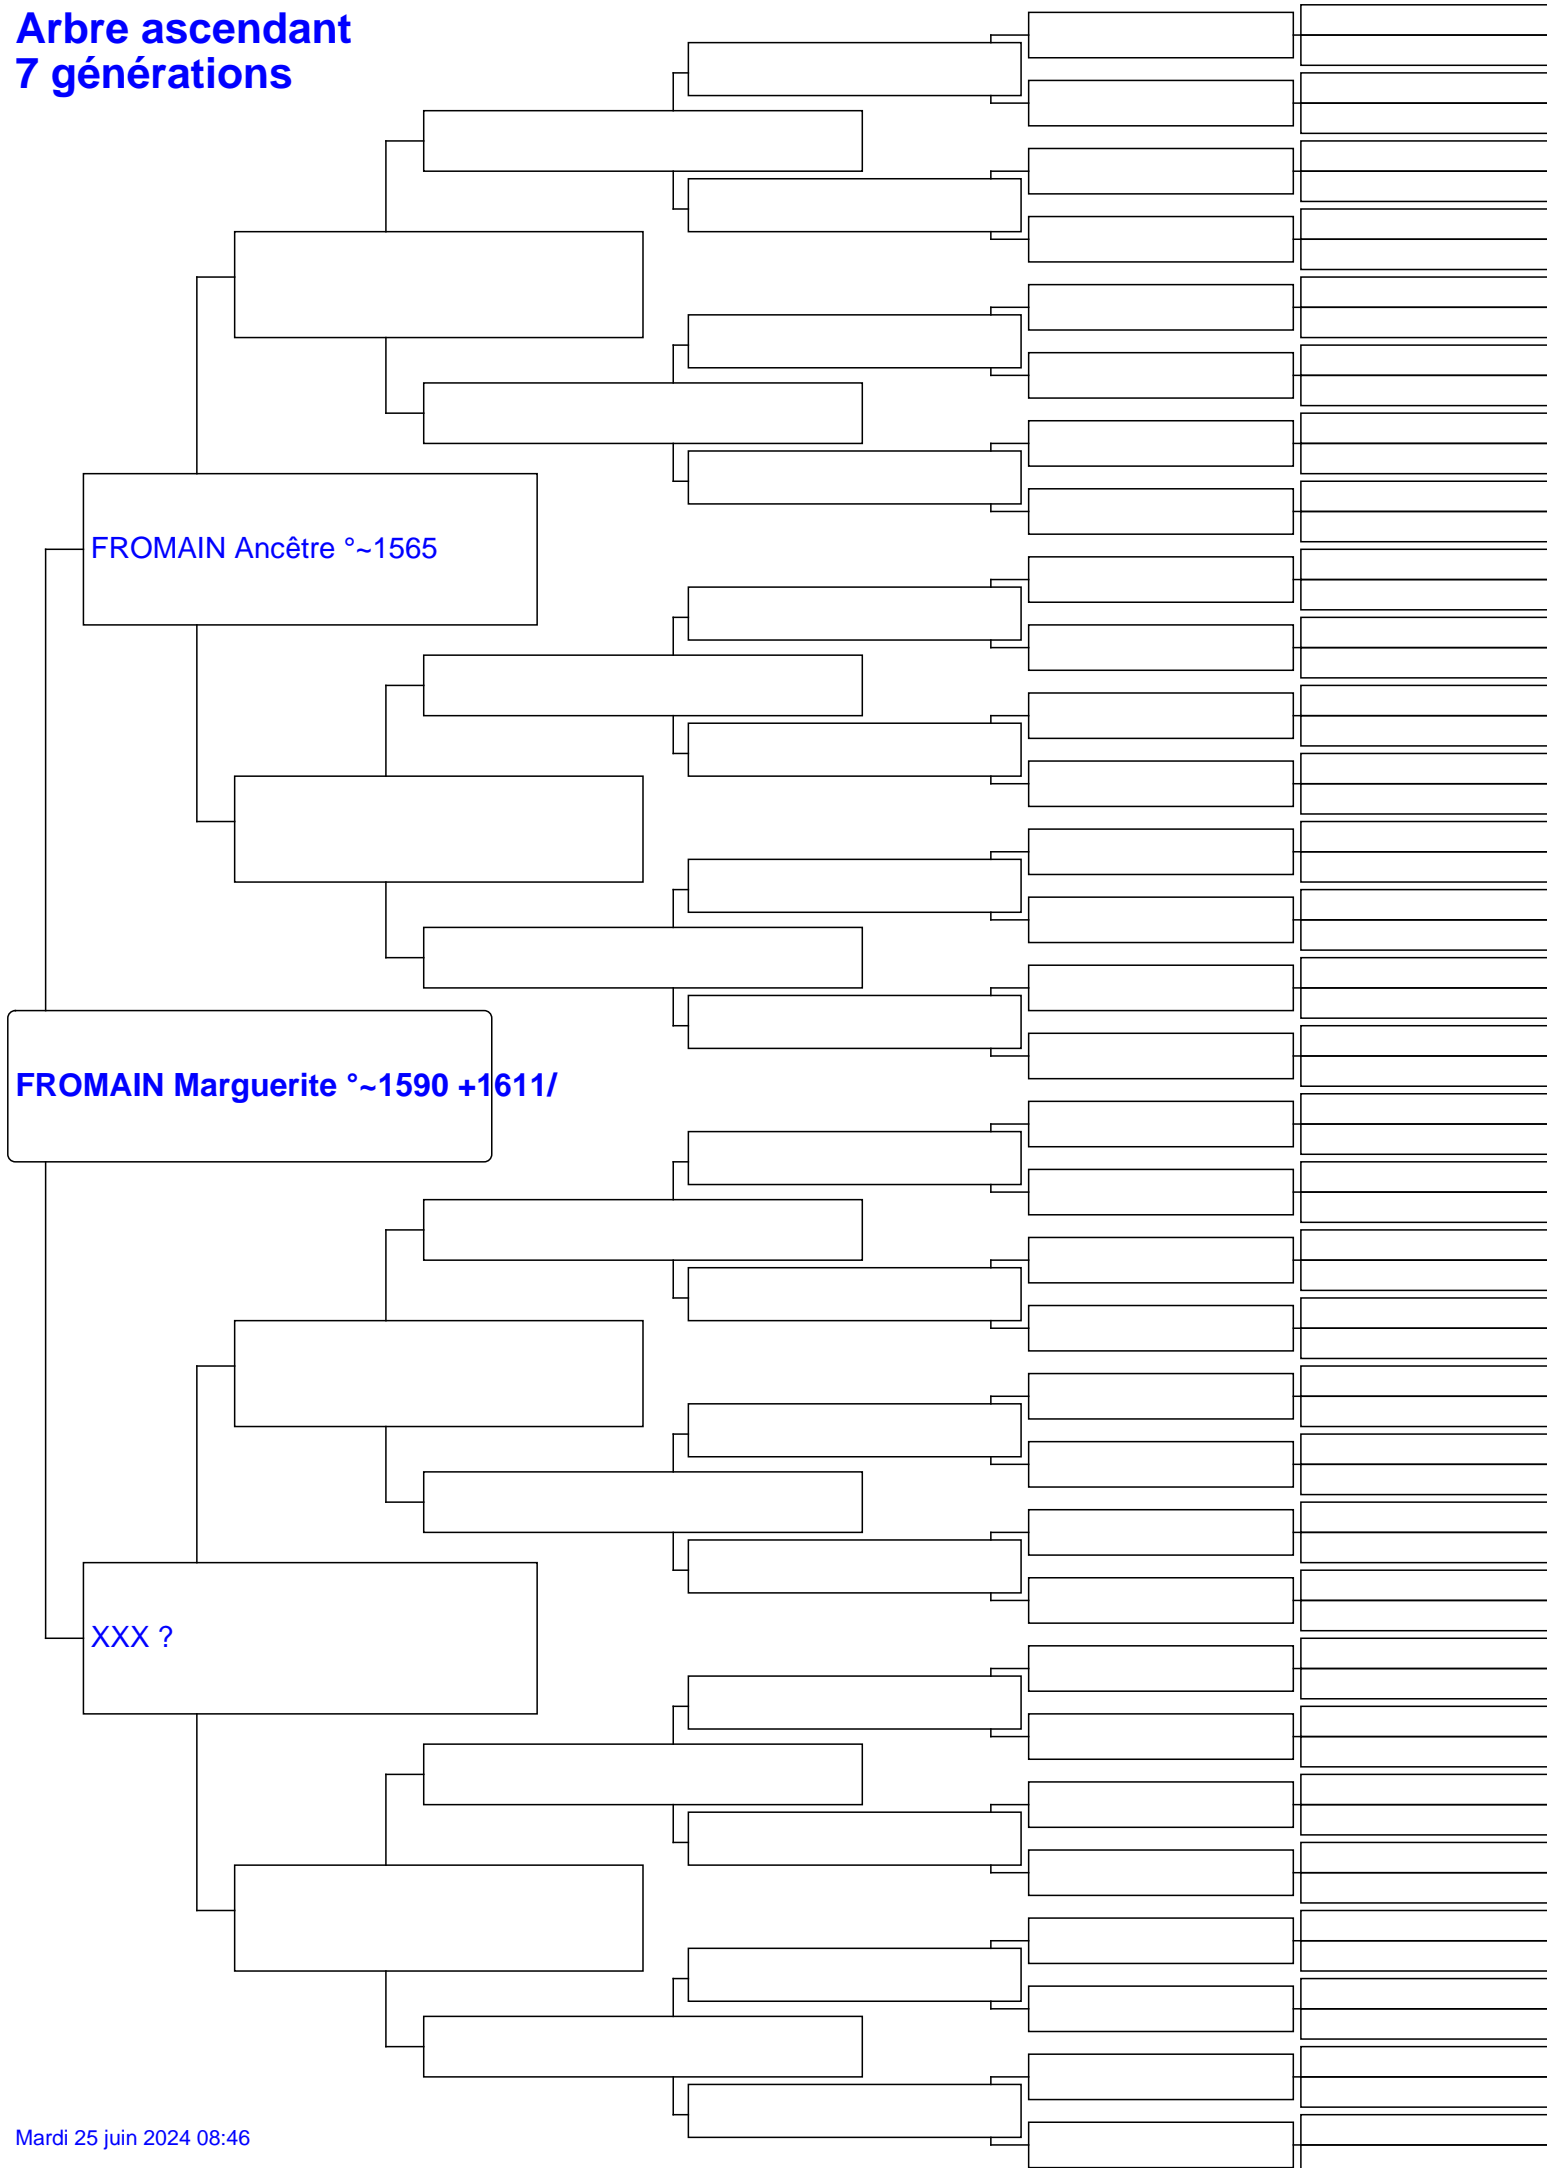 Arbre ascendant
7 générations
FROMAIN Ancêtre °~1565
FROMAIN Marguerite °~1590 +1611/
XXX ?
Mardi 25 juin 2024 08:46